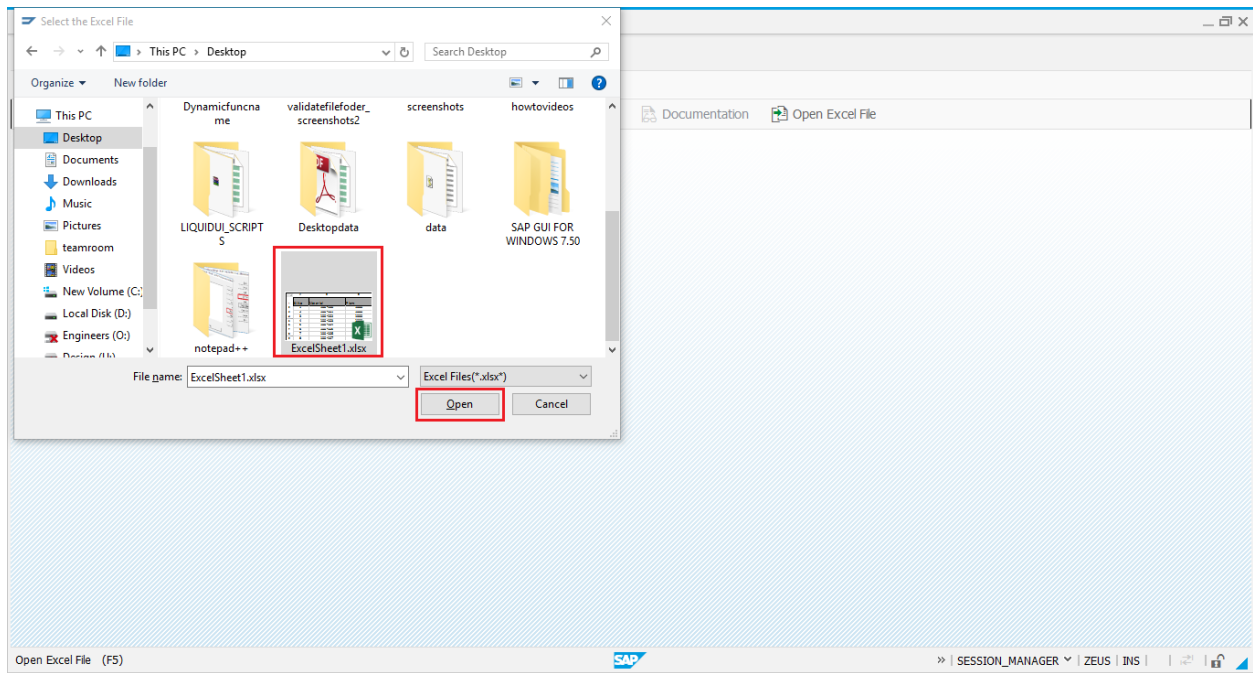 Select the Excel File
This PC > Desktop
Search Desktop
Organize New folder
This PC
Desktop
Documents
Downloads
Music
Pictures
teamroom
Videos
New Volume (C:)
Local Disk (D:)
Engineers (O:)
Dynamicfuncna
me
validatefilefoder_
screenshots2
screenshots
howtovideos
LIQUIDUI_SCRIPT
S
Desktopdata
data
SAP GUI FOR
WINDOWS 7.50
notepad++
ExcelSheet1.xlsx
File name: ExcelSheet1.xlsx
Excel Files(*.xlsx*)
Open Cancel
Documentation Open Excel File
Open Excel File (F5)
SAP
» | SESSION_MANAGER | ZEUS | INS |